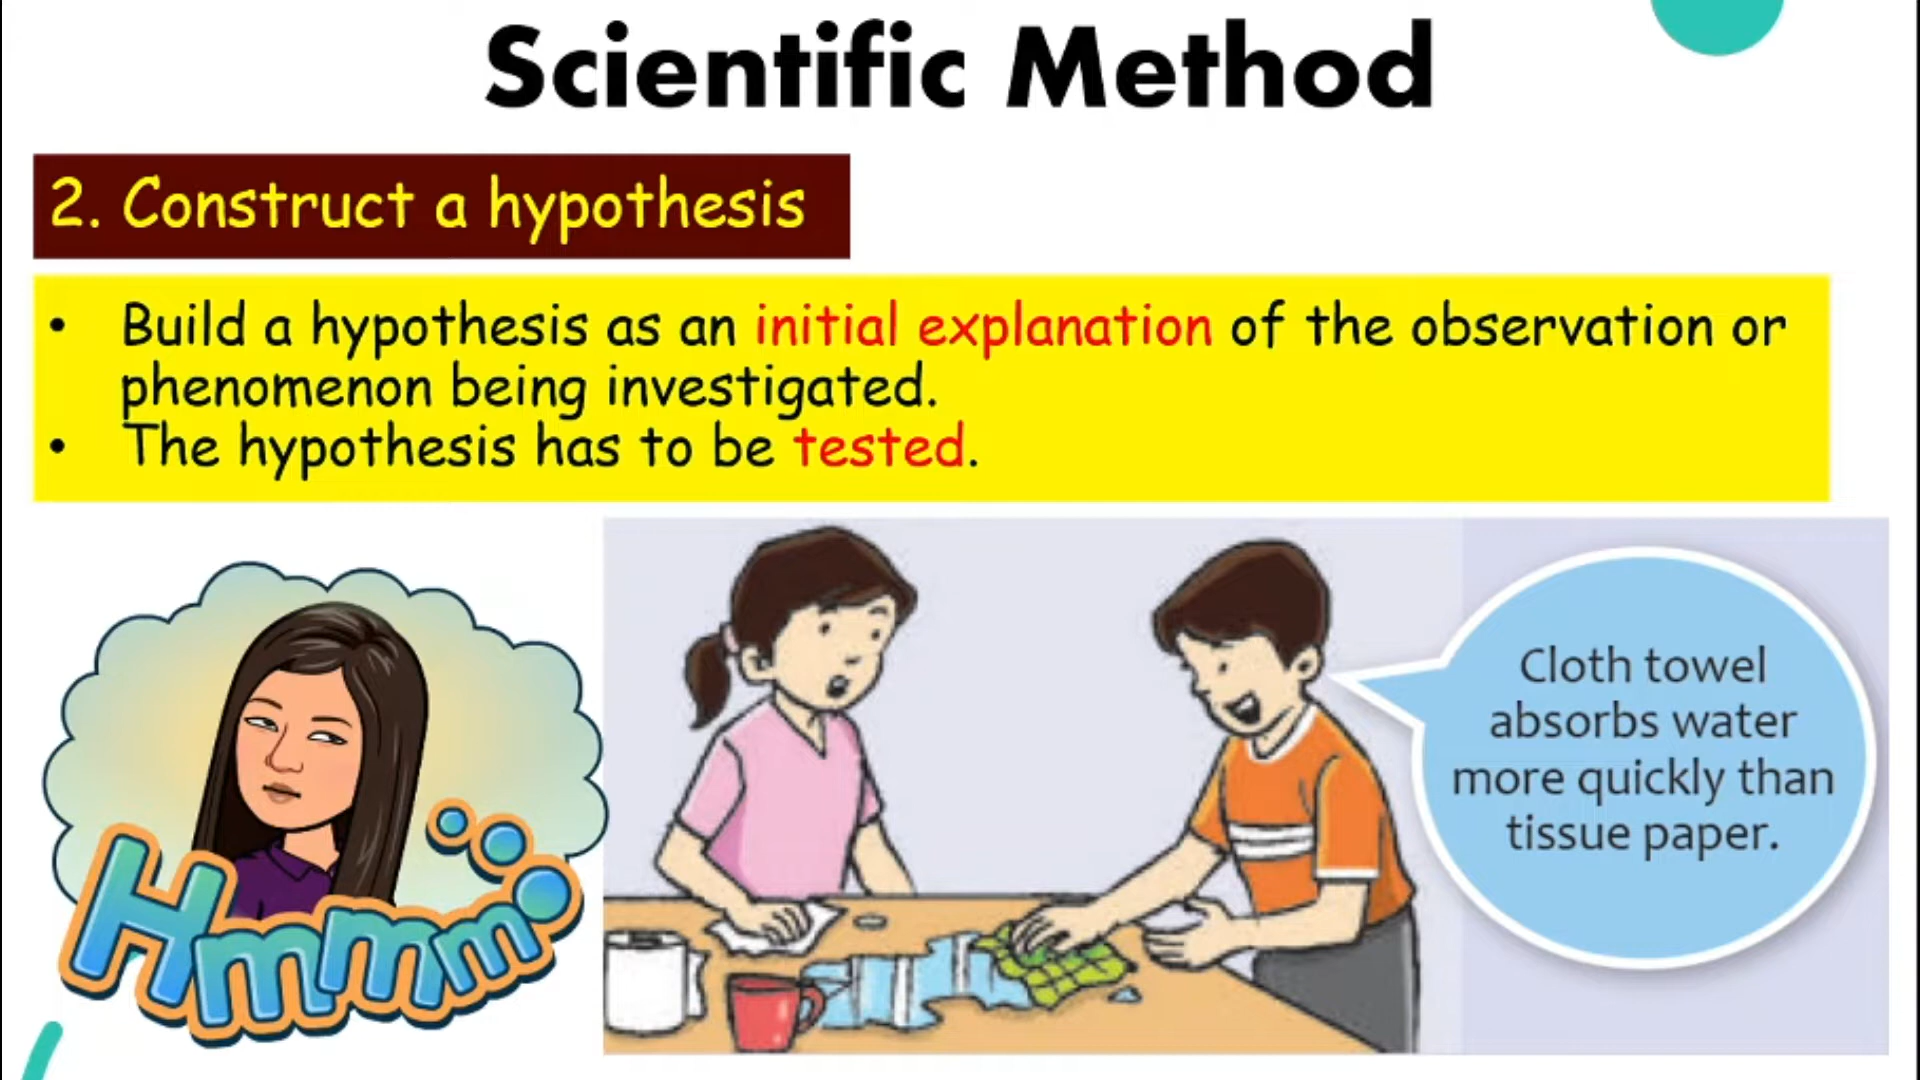 Scientific Method
2. Construct a hypothesis
• Build a hypothesis as an initial explanation of the observation or
phenomenon being investigated.
• The hypothesis has to be tested.
Hmmm
Cloth towel
absorbs water
more quickly than
tissue paper.